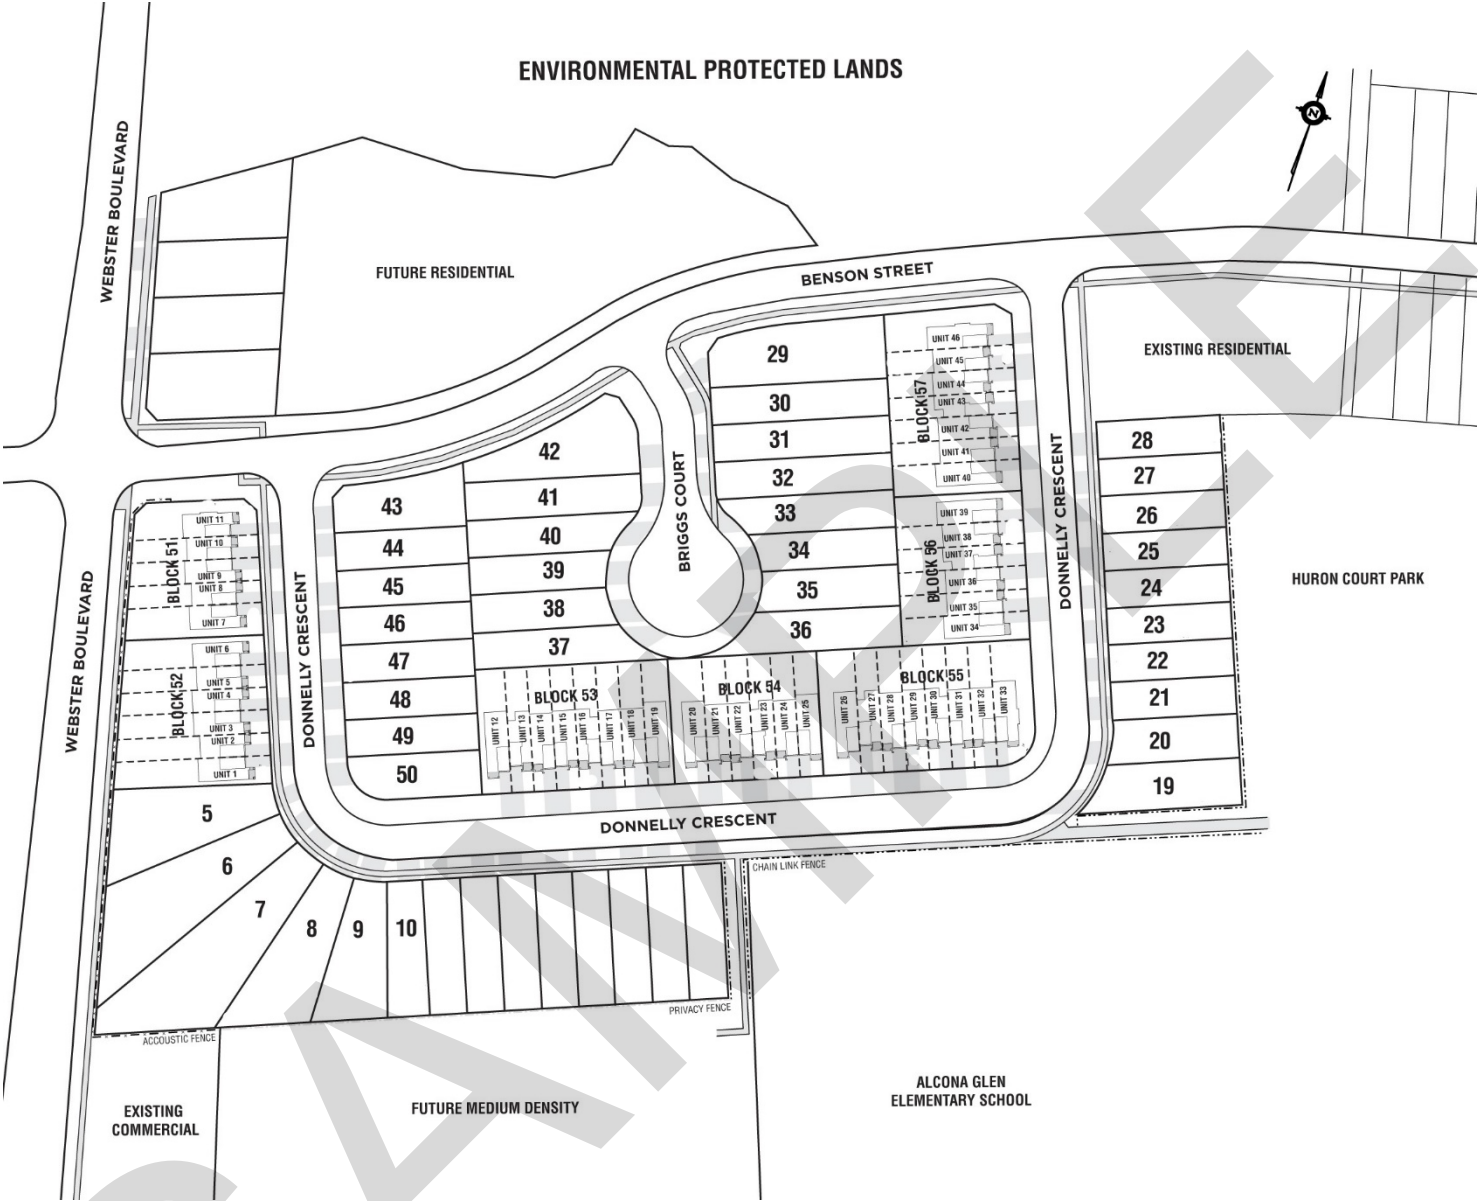 ENVIRONMENTAL PROTECTED LANDS
N
WEBSTER BOULEVARD
FUTURE RESIDENTIAL
BENSON STREET
EXISTING RESIDENTIAL
29
30
31
32
33
34
35
36
BLOCK 57
UNIT 46
UNIT 45
UNIT 44
UNIT 43
UNIT 42
UNIT 41
UNIT 40
BLOCK 56
UNIT 39
UNIT 38
UNIT 37
UNIT 36
UNIT 35
UNIT 34
DONNELLY CRESCENT
28
27
26
25
24
23
22
21
20
19
HURON COURT PARK
BRIGGS COURT
42
41
40
39
38
37
43
44
45
46
47
48
49
50
DONNELLY CRESCENT
BLOCK 51
UNIT 11
UNIT 10
UNIT 9
UNIT 8
UNIT 7
BLOCK 52
UNIT 6
UNIT 5
UNIT 4
UNIT 3
UNIT 2
UNIT 1
WEBSTER BOULEVARD
BLOCK 53
UNIT 12
UNIT 13
UNIT 14
UNIT 15
UNIT 16
UNIT 17
UNIT 18
UNIT 19
BLOCK 54
UNIT 20
UNIT 21
UNIT 22
UNIT 23
UNIT 24
UNIT 25
BLOCK 55
UNIT 26
UNIT 27
UNIT 28
UNIT 29
UNIT 30
UNIT 31
UNIT 32
UNIT 33
DONNELLY CRESCENT
5
6
7
8
9
10
CHAIN LINK FENCE
PRIVACY FENCE
ACCOUSTIC FENCE
EXISTING
COMMERCIAL
FUTURE MEDIUM DENSITY
ALCONA GLEN
ELEMENTARY SCHOOL
SAMPLE